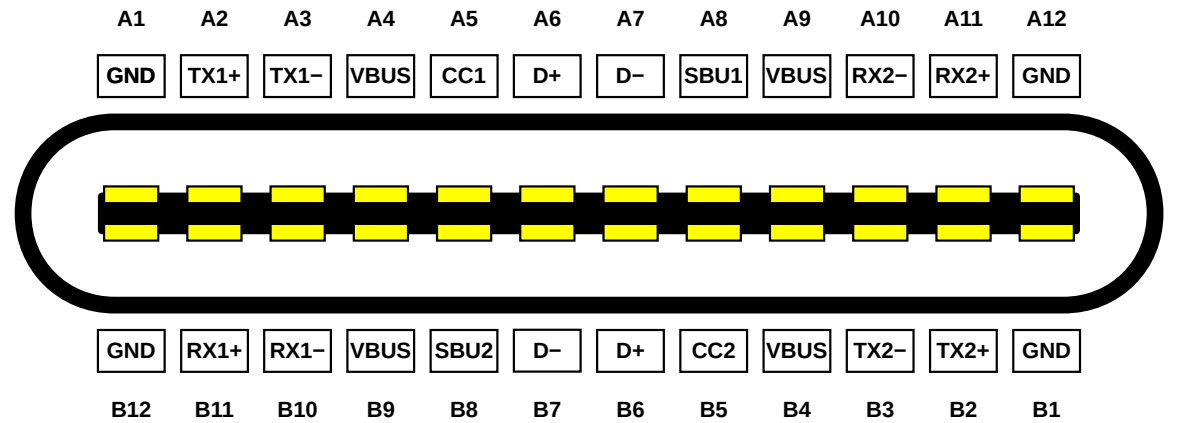 A1 A2 A3 A4 A5 A6 A7 A8 A9 A10 A11 A12
GND TX1+ TX1− VBUS CC1 D+ D− SBU1 VBUS RX2− RX2+ GND
GND RX1+ RX1− VBUS SBU2 D− D+ CC2 VBUS TX2− TX2+ GND
B12 B11 B10 B9 B8 B7 B6 B5 B4 B3 B2 B1